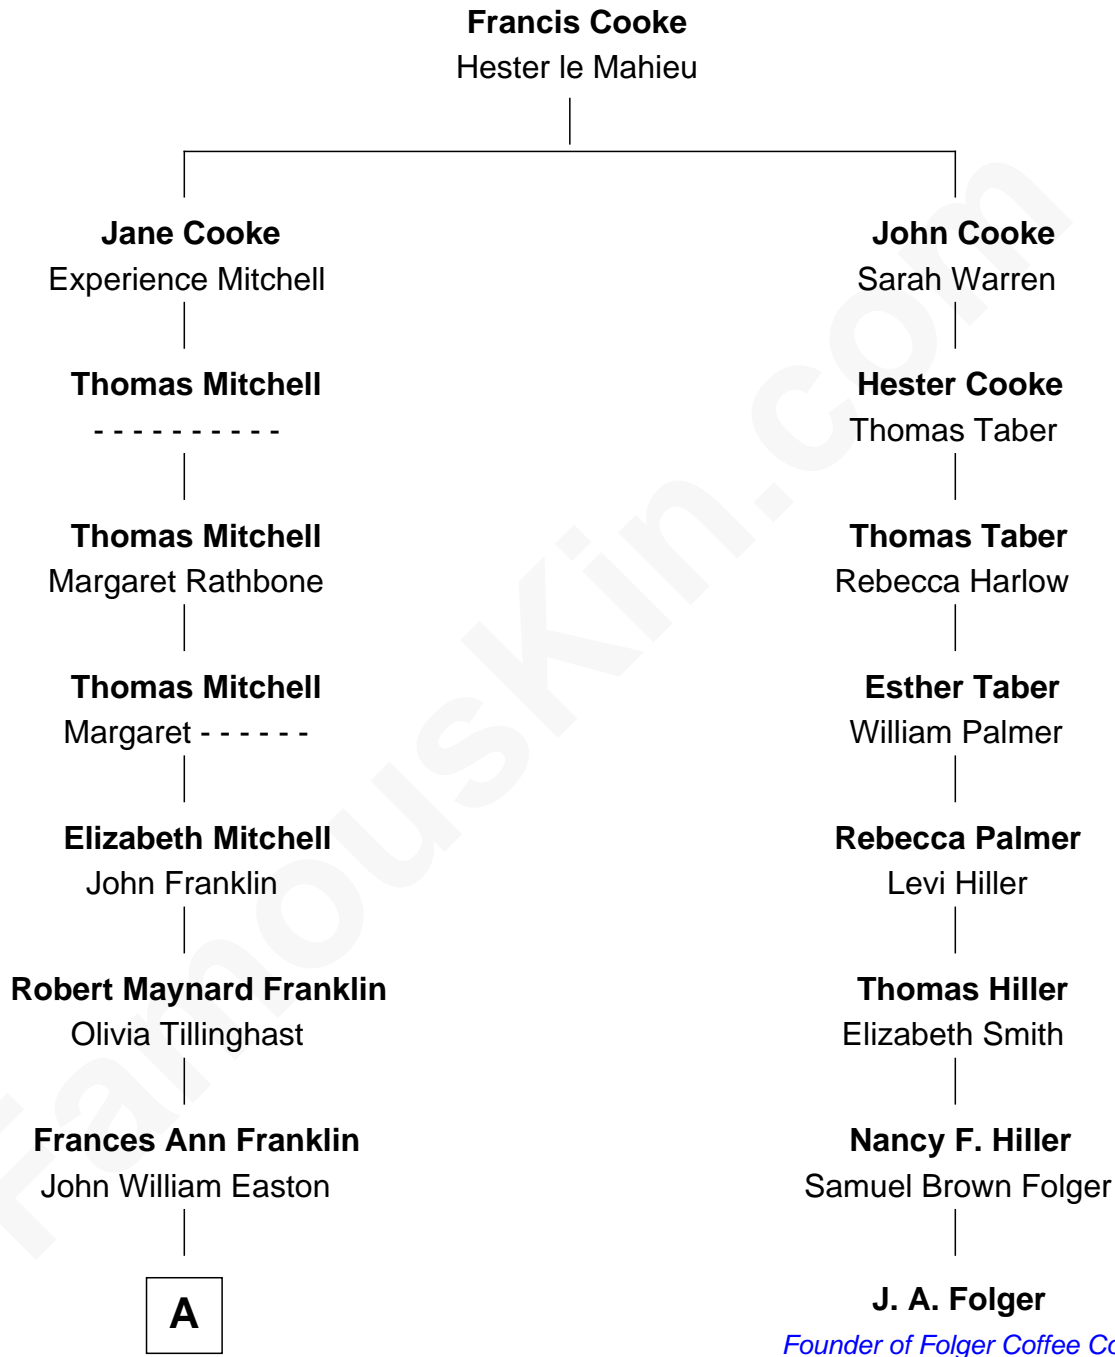 Francis Cooke
Hester le Mahieu
Jane Cooke
Experience Mitchell
John Cooke
Sarah Warren
Thomas Mitchell
- - - - - - - - - -
Hester Cooke
Thomas Taber
Thomas Mitchell
Margaret Rathbone
Thomas Taber
Rebecca Harlow
Thomas Mitchell
Margaret - - - - - -
Esther Taber
William Palmer
Elizabeth Mitchell
John Franklin
Rebecca Palmer
Levi Hiller
Robert Maynard Franklin
Olivia Tillinghast
Thomas Hiller
Elizabeth Smith
Frances Ann Franklin
John William Easton
Nancy F. Hiller
Samuel Brown Folger
A
J. A. Folger
Founder of Folger Coffee
FamousKin.com